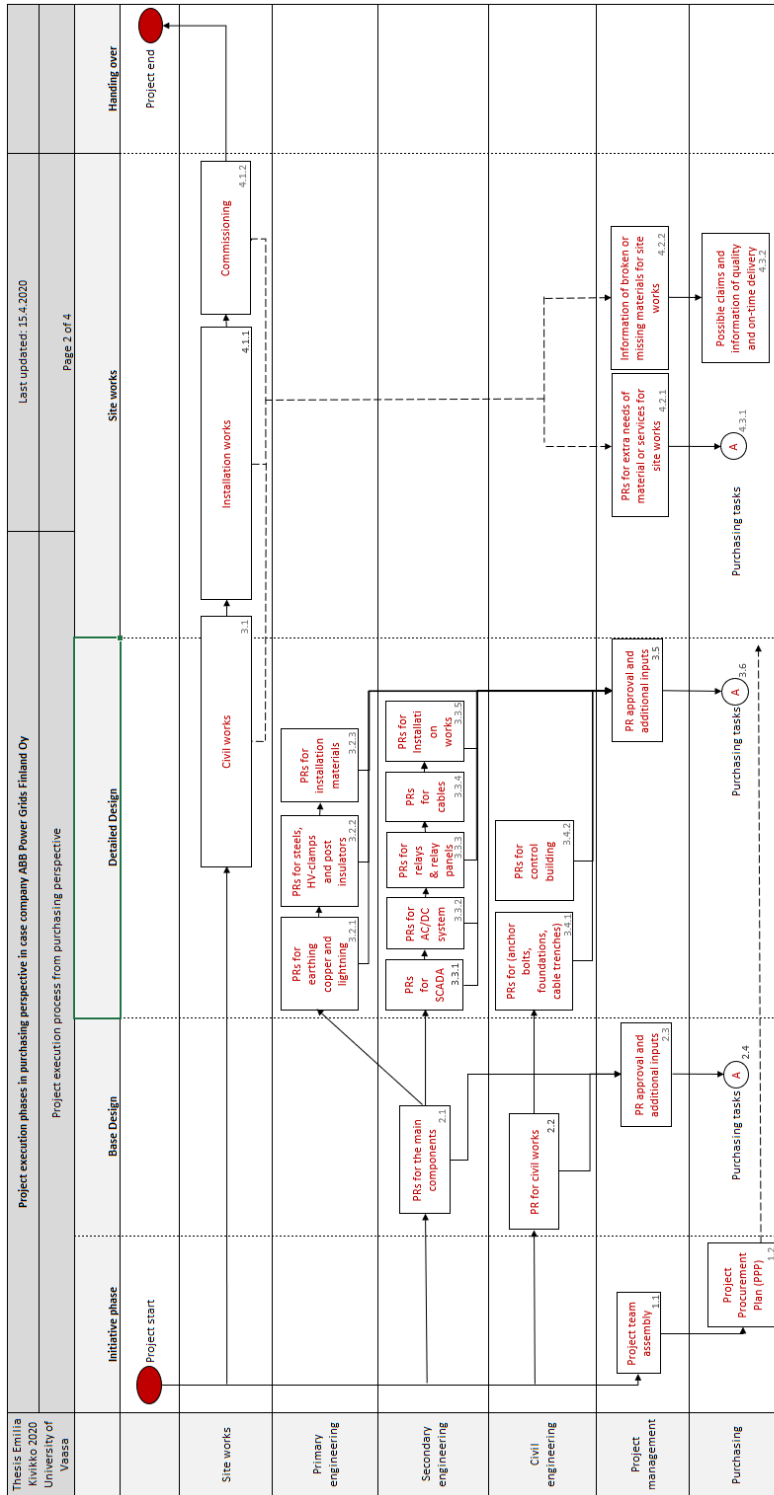 Thesis Emilia
Kivikko 2020
University of
Vaasa
Project execution phases in purchasing perspective in case company ABB Power Grids Finland Oy
Last updated: 15.4.2020
Project execution process from purchasing perspective
Page 2 of 4
Initiative phase
Base Design
Detailed Design
Site works
Handing over
Project start
Project end
Site works
Civil works
3.1
Installation works
4.1.1
Commissioning
4.1.2
Primary
engineering
PRs for
earthing
copper and
lightning
3.2.1
PRs for steels,
HV-clamps
and post
insulators
3.2.2
PRs for
installation
materials
3.2.3
Secondary
engineering
PRs for the main
components
2.1
PRs
for
SCADA
3.3.1
PRs for
AC/DC
system
3.3.2
PRs for
relays
& relay
panels
3.3.3
PRs
for
cables
3.3.4
PRs for
Installati
on
works
3.3.5
Civil
engineering
PR for civil works
2.2
PRs for (anchor
bolts,
foundations,
cable trenches)
3.4.1
PRs for
control
building
3.4.2
Project
management
Project team
assembly
1.1
PR approval and
additional inputs
2.3
PR approval and
additional inputs
3.5
PRs for extra needs of
material or services for
site works
4.2.1
Information of broken or
missing materials for site
works
4.2.2
Purchasing
Project
Procurement
Plan (PPP)
1.2
Purchasing tasks
A
2.4
Purchasing tasks
A
3.6
Purchasing tasks
A
4.3.1
Possible claims and
information of quality
and on-time delivery
4.3.2